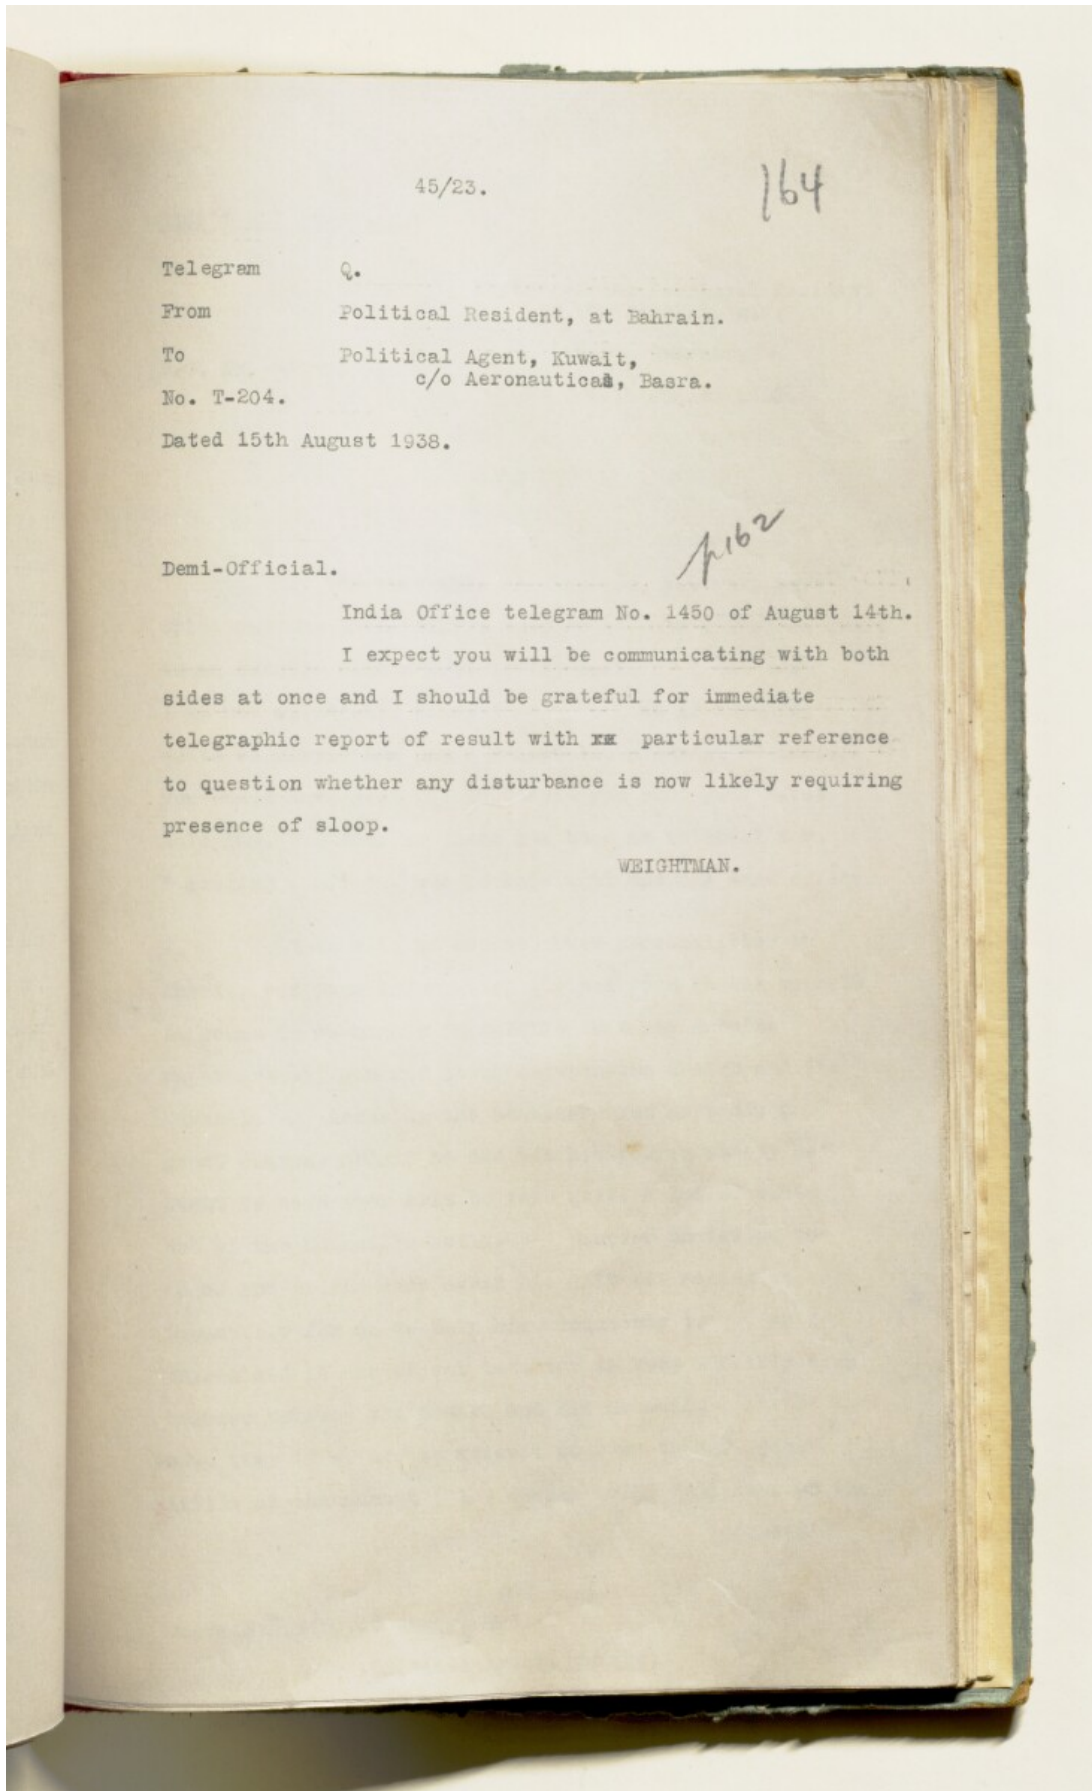 45/23.
164
Telegram Q.
From Political Resident, at Bahrain.
To Political Agent, Kuwait,
c/o Aeronautical, Basra.
No. T-204.
Dated 15th August 1938.
p162
Demi-Official.
India Office telegram No. 1450 of August 14th.
I expect you will be communicating with both
sides at once and I should be grateful for immediate
telegraphic report of result with xx particular reference
to question whether any disturbance is now likely requiring
presence of sloop.
WEIGHTMAN.